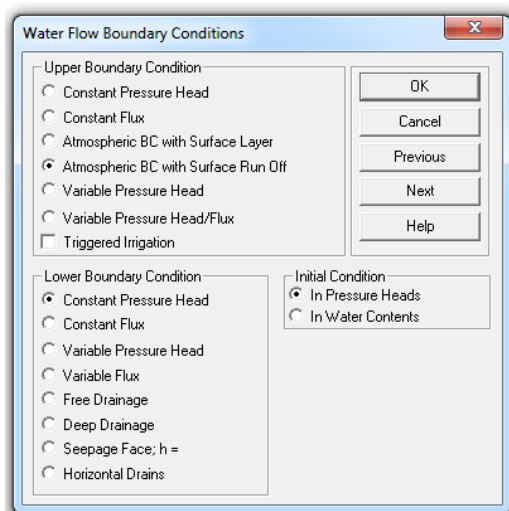 Water Flow Boundary Conditions
Upper Boundary Condition
Constant Pressure Head
Constant Flux
Atmospheric BC with Surface Layer
Atmospheric BC with Surface Run Off
Variable Pressure Head
Variable Pressure Head/Flux
Triggered Irrigation
OK
Cancel
Previous
Next
Help
Lower Boundary Condition
Constant Pressure Head
Constant Flux
Variable Pressure Head
Variable Flux
Free Drainage
Deep Drainage
Seepage Face; h =
Horizontal Drains
Initial Condition
In Pressure Heads
In Water Contents